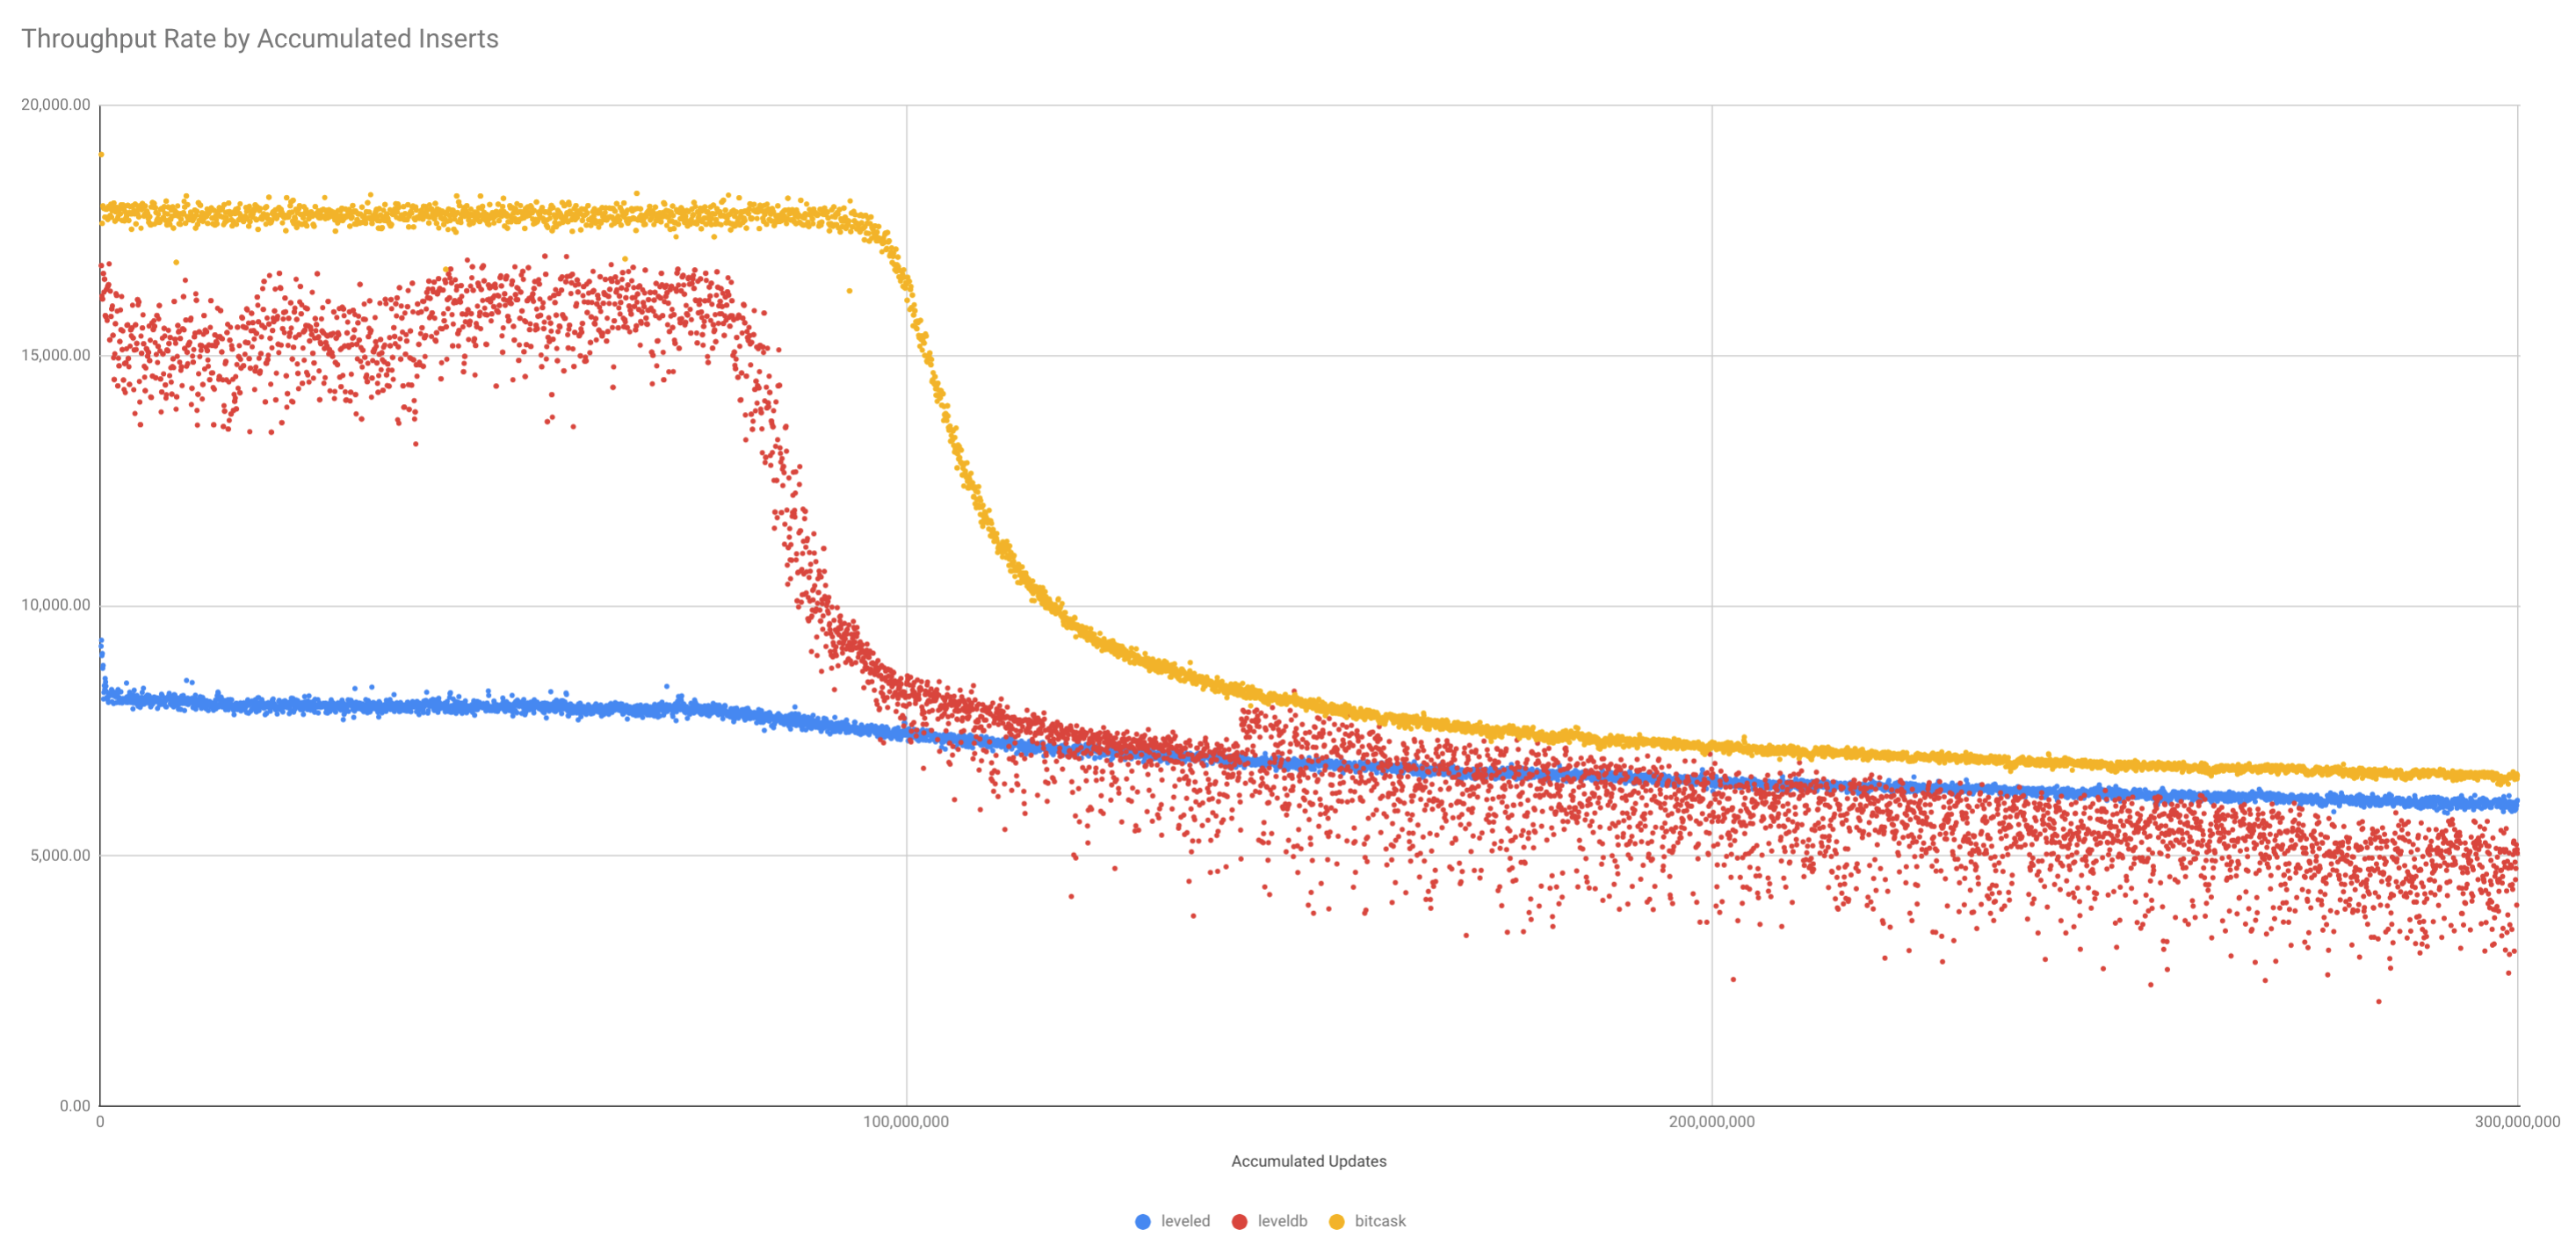 Throughput Rate by Accumulated Inserts
20,000.00
15,000.00
10,000.00
5,000.00
0.00
0 100,000,000 200,000,000 300,000,000
Accumulated Updates
leveled leveldb bitcask